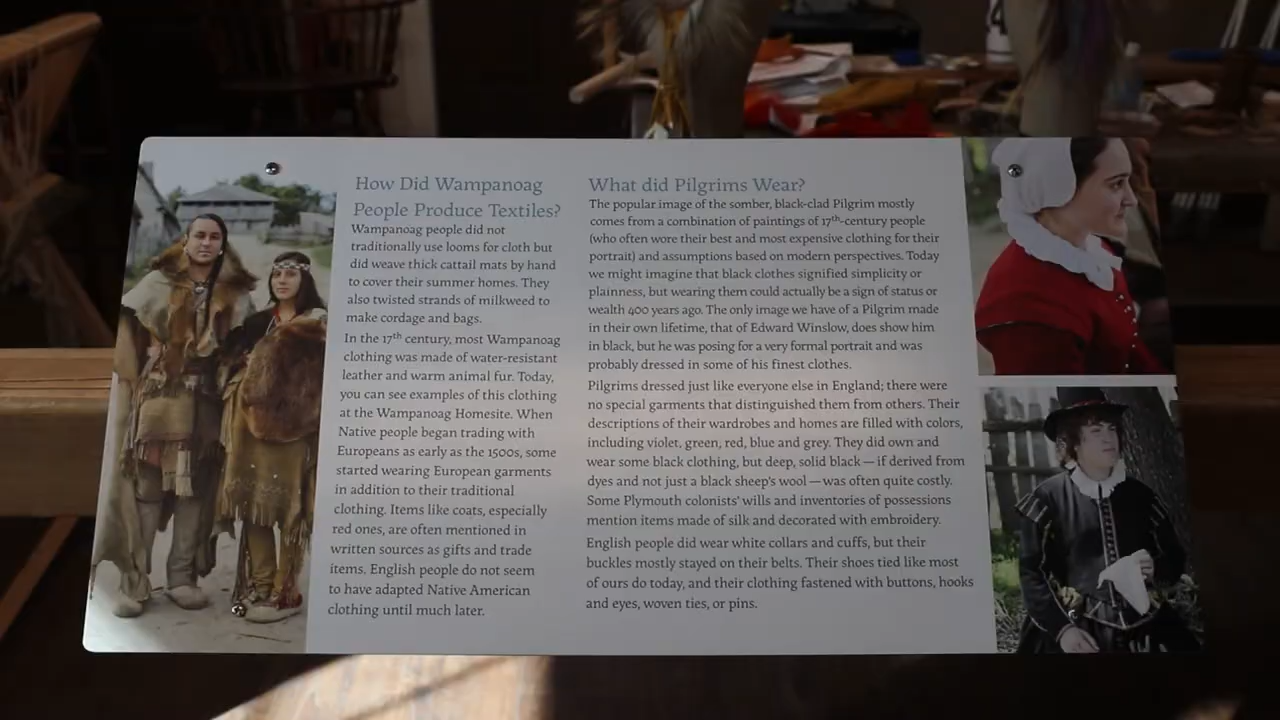 How Did Wampanoag
People Produce Textiles?
Wampanoag people did not
traditionally use looms for cloth but
did weave thick cattail mats by hand
to cover their summer homes. They
also twisted strands of milkweed to
make cordage and bags.
In the 17th century, most Wampanoag
clothing was made of water-resistant
leather and warm animal fur. Today,
you can see examples of this clothing
at the Wampanoag Homesite. When
Native people began trading with
Europeans as early as the 1500s, some
started wearing European garments
in addition to their traditional
clothing. Items like coats, especially
red ones, are often mentioned in
written sources as gifts and trade
items. English people do not seem
to have adapted Native American
clothing until much later.
What did Pilgrims Wear?
The popular image of the somber, black-clad Pilgrim mostly
comes from a combination of paintings of 17th-century people
(who often wore their best and most expensive clothing for their
portrait) and assumptions based on modern perspectives. Today
we might imagine that black clothes signified simplicity or
plainness, but wearing them could actually be a sign of status or
wealth 400 years ago. The only image we have of a Pilgrim made
in their own lifetime, that of Edward Winslow, does show him
in black, but he was posing for a very formal portrait and was
probably dressed in some of his finest clothes.
Pilgrims dressed just like everyone else in England; there were
no special garments that distinguished them from others. Their
descriptions of their wardrobes and homes are filled with colors,
including violet, green, red, blue and grey. They did own and
wear some black clothing, but deep, solid black — if derived from
dyes and not just a black sheep's wool — was often quite costly.
Some Plymouth colonists' wills and inventories of possessions
mention items made of silk and decorated with embroidery.
English people did wear white collars and cuffs, but their
buckles mostly stayed on their belts. Their shoes tied like most
of ours do today, and their clothing fastened with buttons, hooks
and eyes, woven ties, or pins.